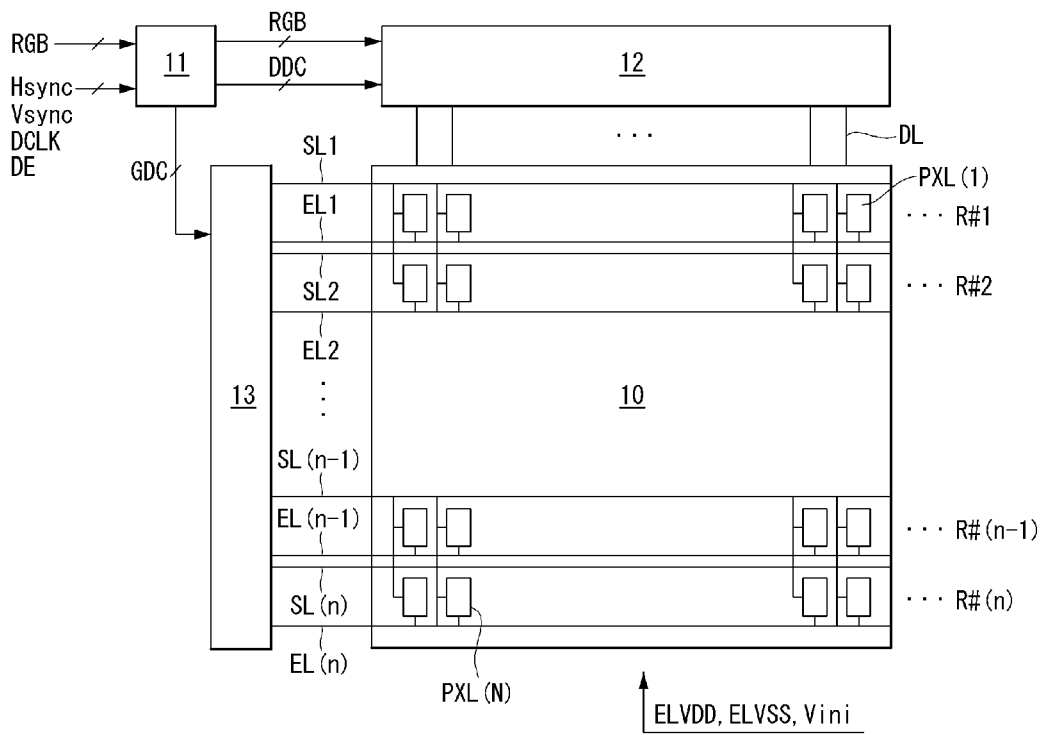 RGB
11
RGB
12
Hsync
DDC
Vsync
DCLK
DE
GDC
SL1
... DL
PXL(1)
EL1
... R#1
SL2
... R#2
EL2
13
10
SL(n-1)
EL(n-1)
... R#(n-1)
SL(n)
... R#(n)
EL(n)
PXL(N)
ELVDD, ELVSS, Vini